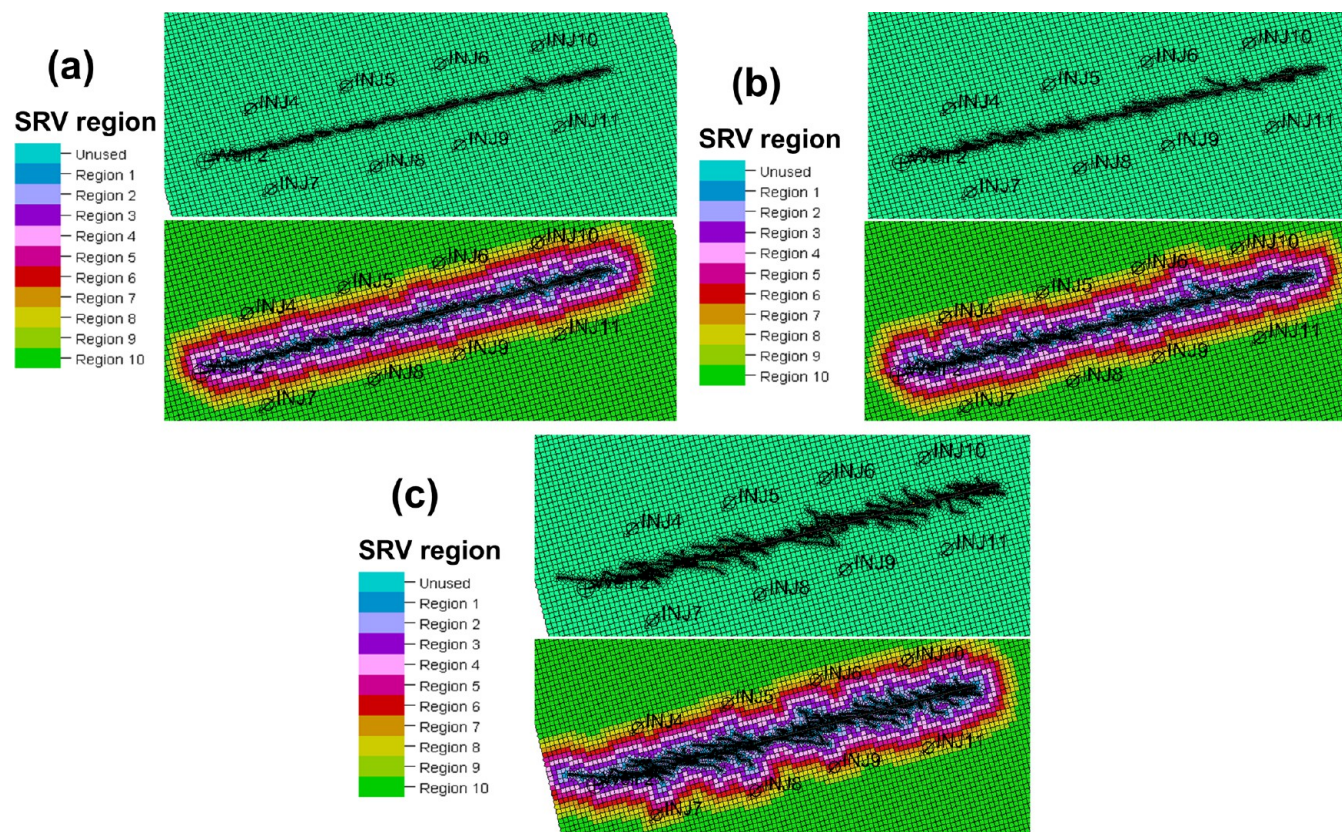 (a)
SRV region
Unused
Region 1
Region 2
Region 3
Region 4
Region 5
Region 6
Region 7
Region 8
Region 9
Region 10
INJ10
INJ6
INJ5
INJ4
INJ11
INJ9
INJ8
Well 2
INJ7
INJ10
INJ6
INJ5
INJ4
INJ11
INJ9
INJ8
INJ7
(b)
SRV region
Unused
Region 1
Region 2
Region 3
Region 4
Region 5
Region 6
Region 7
Region 8
Region 9
Region 10
INJ10
INJ6
INJ5
INJ4
INJ11
INJ9
INJ8
Well 2
INJ7
INJ10
INJ6
INJ5
INJ4
INJ11
INJ9
INJ8
INJ7
(c)
SRV region
Unused
Region 1
Region 2
Region 3
Region 4
Region 5
Region 6
Region 7
Region 8
Region 9
Region 10
INJ10
INJ6
INJ5
INJ4
INJ11
INJ9
INJ8
INJ7
INJ10
INJ6
INJ5
INJ4
INJ11
INJ9
INJ8
INJ7